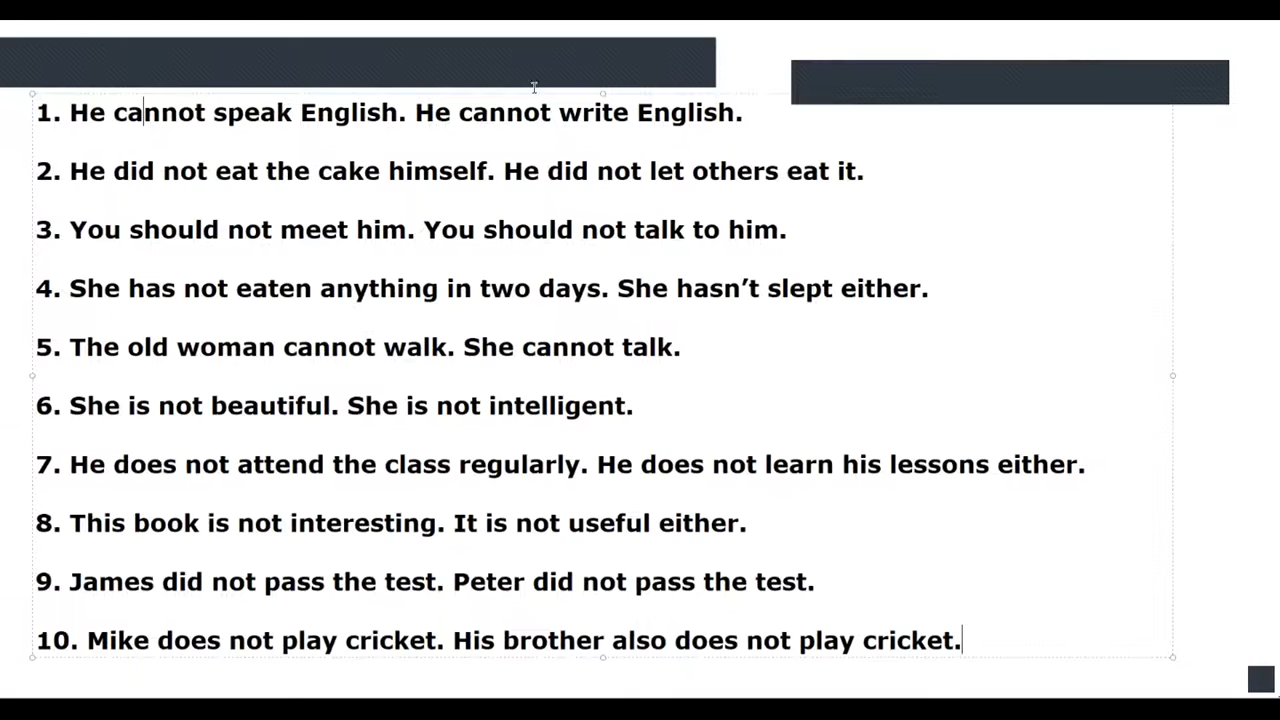 1. He cannot speak English. He cannot write English.
2. He did not eat the cake himself. He did not let others eat it.
3. You should not meet him. You should not talk to him.
4. She has not eaten anything in two days. She hasn’t slept either.
5. The old woman cannot walk. She cannot talk.
6. She is not beautiful. She is not intelligent.
7. He does not attend the class regularly. He does not learn his lessons either.
8. This book is not interesting. It is not useful either.
9. James did not pass the test. Peter did not pass the test.
10. Mike does not play cricket. His brother also does not play cricket.